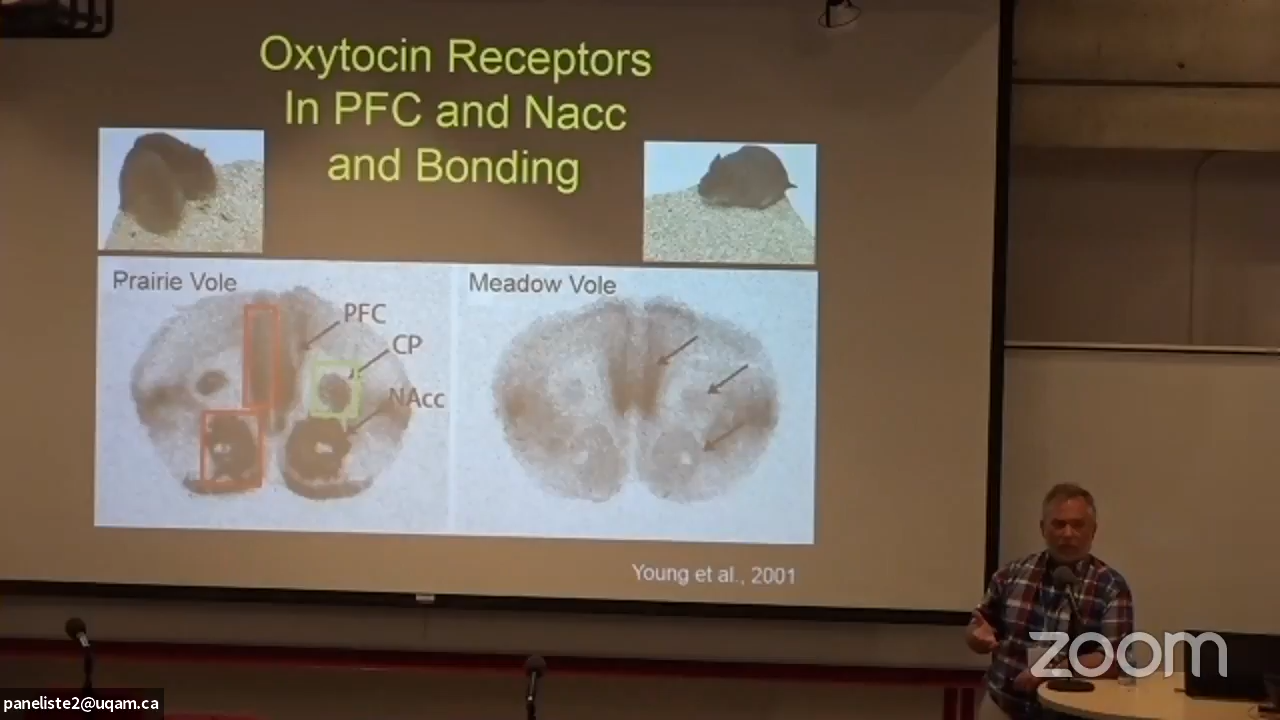 Oxytocin Receptors
In PFC and Nacc
and Bonding
Prairie Vole
PFC
CP
NAcc
Meadow Vole
Young et al., 2001
zoom
paneliste2@uqam.ca